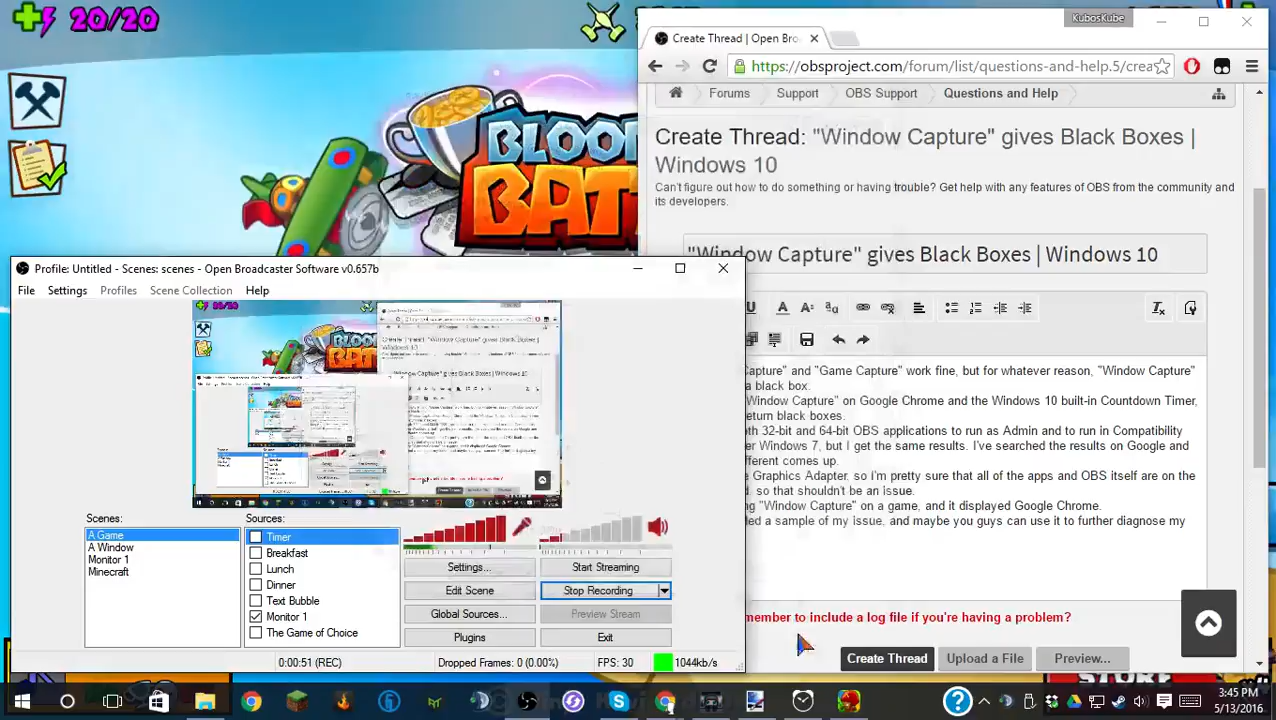 20/20
BLOO
BAT
KubosKube
Create Thread | Open Bro
https://obsproject.com/forum/list/questions-and-help.5/crea
Forums Support OBS Support Questions and Help
Create Thread: "Window Capture" gives Black Boxes |
Windows 10
Can't figure out how to do something or having trouble? Get help with any features of OBS from the community and
its developers.
"Window Capture" gives Black Boxes | Windows 10
apture" and "Game Capture" work fine, but for whatever reason, "Window Capture"
a black box.
Window Capture" on Google Chrome and the Windows 10 built-in Countdown Timer,
eturn black boxes.
th 32-bit and 64-bit OBS applications to run as Admin and to run in Compatibility
er Windows 7, but I get the same results. I've searched the results on Google and
fferent comes up.
e Graphics Adapter, so i'm pretty sure that all of the apps and OBS itself are on the
, so that shouldn't be an issue.
ng "Window Capture" on a game, and it displayed Google Chrome.
ded a sample of my issue, and maybe you guys can use it to further diagnose my
member to include a log file if you're having a problem?
Create Thread Upload a File Preview...
Profile: Untitled - Scenes: scenes - Open Broadcaster Software v0.657b
File Settings Profiles Scene Collection Help
Scenes:
A Game
A Window
Monitor 1
Minecraft
Sources:
Timer
Breakfast
Lunch
Dinner
Text Bubble
Monitor 1
The Game of Choice
Settings... Start Streaming
Edit Scene Stop Recording
Global Sources... Preview Stream
Plugins Exit
0:00:51 (REC) Dropped Frames: 0 (0.00%) FPS: 30 1044kb/s
3:45 PM
5/13/2016